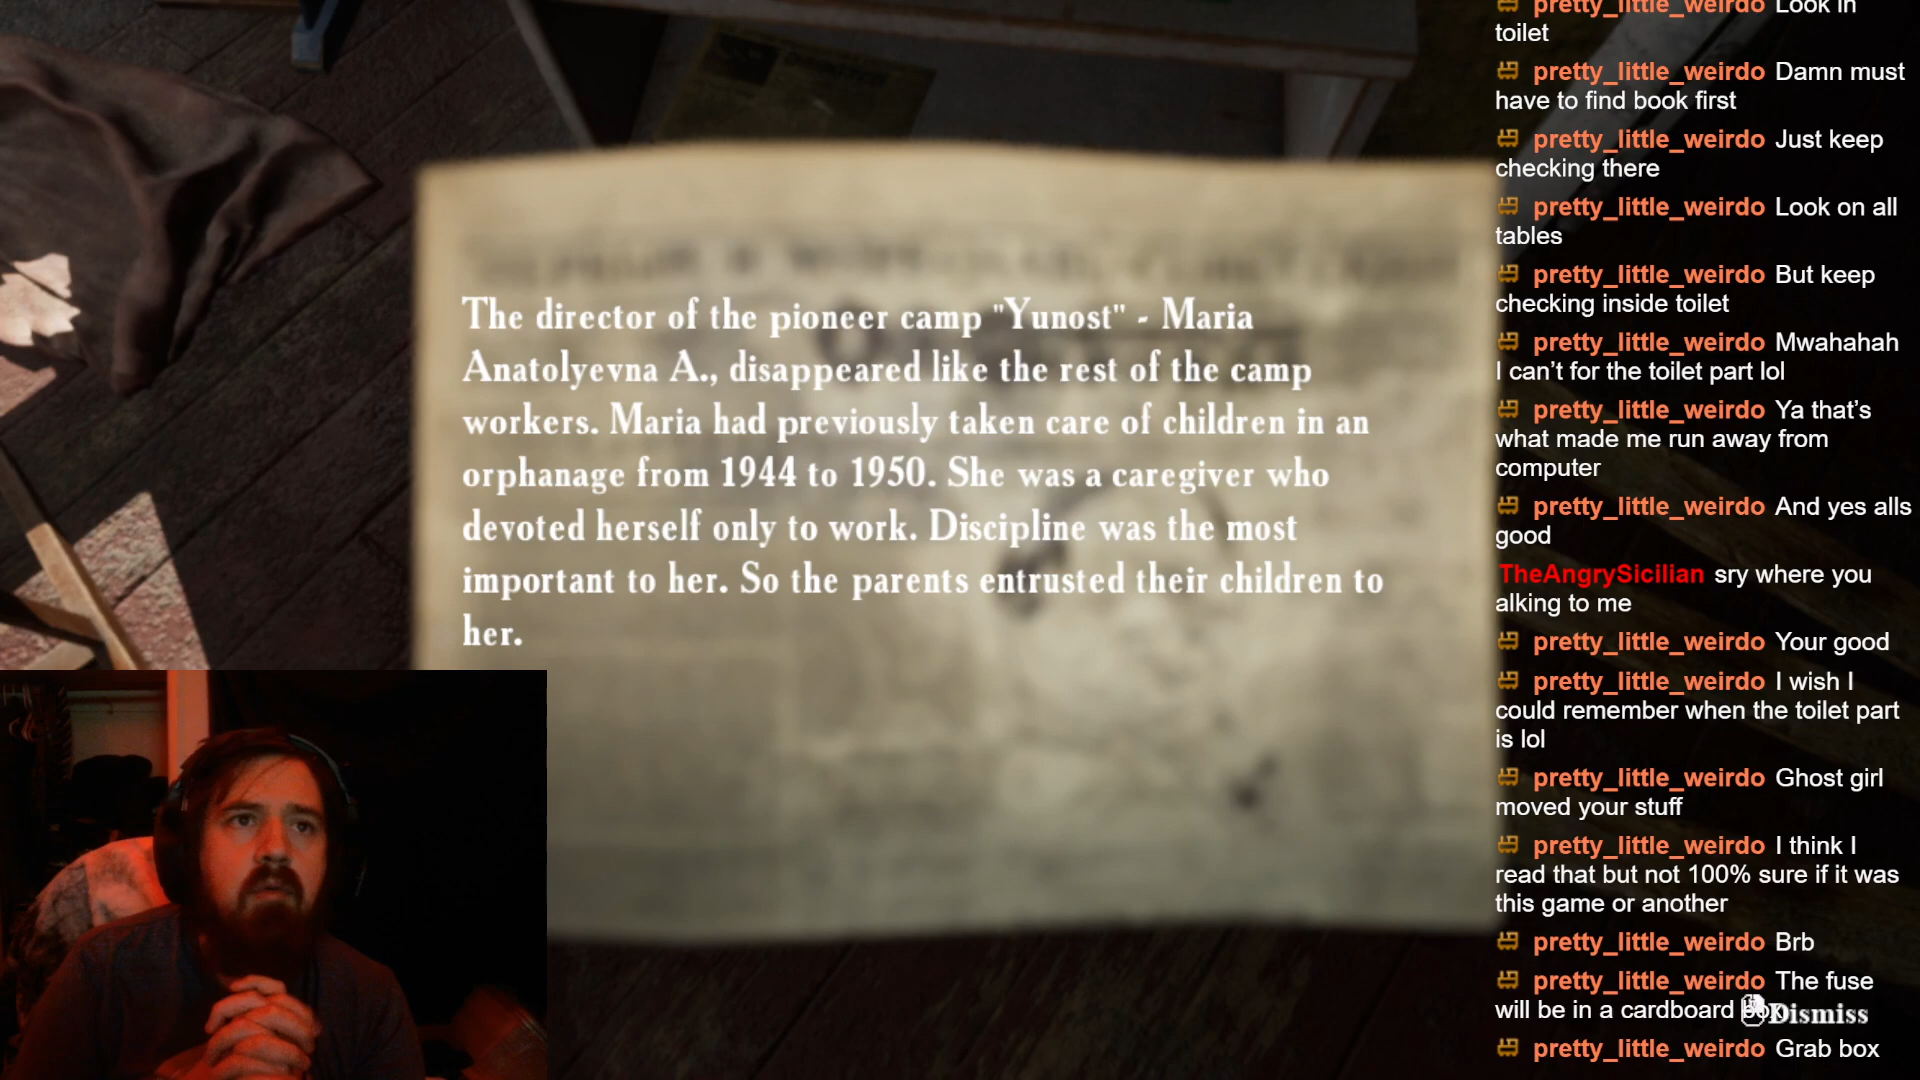 The director of the pioneer camp "Yunost" - Maria
Anatolyevna A., disappeared like the rest of the camp
workers. Maria had previously taken care of children in an
orphanage from 1944 to 1950. She was a caregiver who
devoted herself only to work. Discipline was the most
important to her. So the parents entrusted their children to
her.
pretty_little_weirdo Look in
toilet
pretty_little_weirdo Damn must
have to find book first
pretty_little_weirdo Just keep
checking there
pretty_little_weirdo Look on all
tables
pretty_little_weirdo But keep
checking inside toilet
pretty_little_weirdo Mwahahah
I can’t for the toilet part lol
pretty_little_weirdo Ya that’s
what made me run away from
computer
pretty_little_weirdo And yes alls
good
TheAngrySicilian sry where you
alking to me
pretty_little_weirdo Your good
pretty_little_weirdo I wish I
could remember when the toilet part
is lol
pretty_little_weirdo Ghost girl
moved your stuff
pretty_little_weirdo I think I
read that but not 100% sure if it was
this game or another
pretty_little_weirdo Brb
pretty_little_weirdo The fuse
will be in a cardboard box
Dismiss
pretty_little_weirdo Grab box